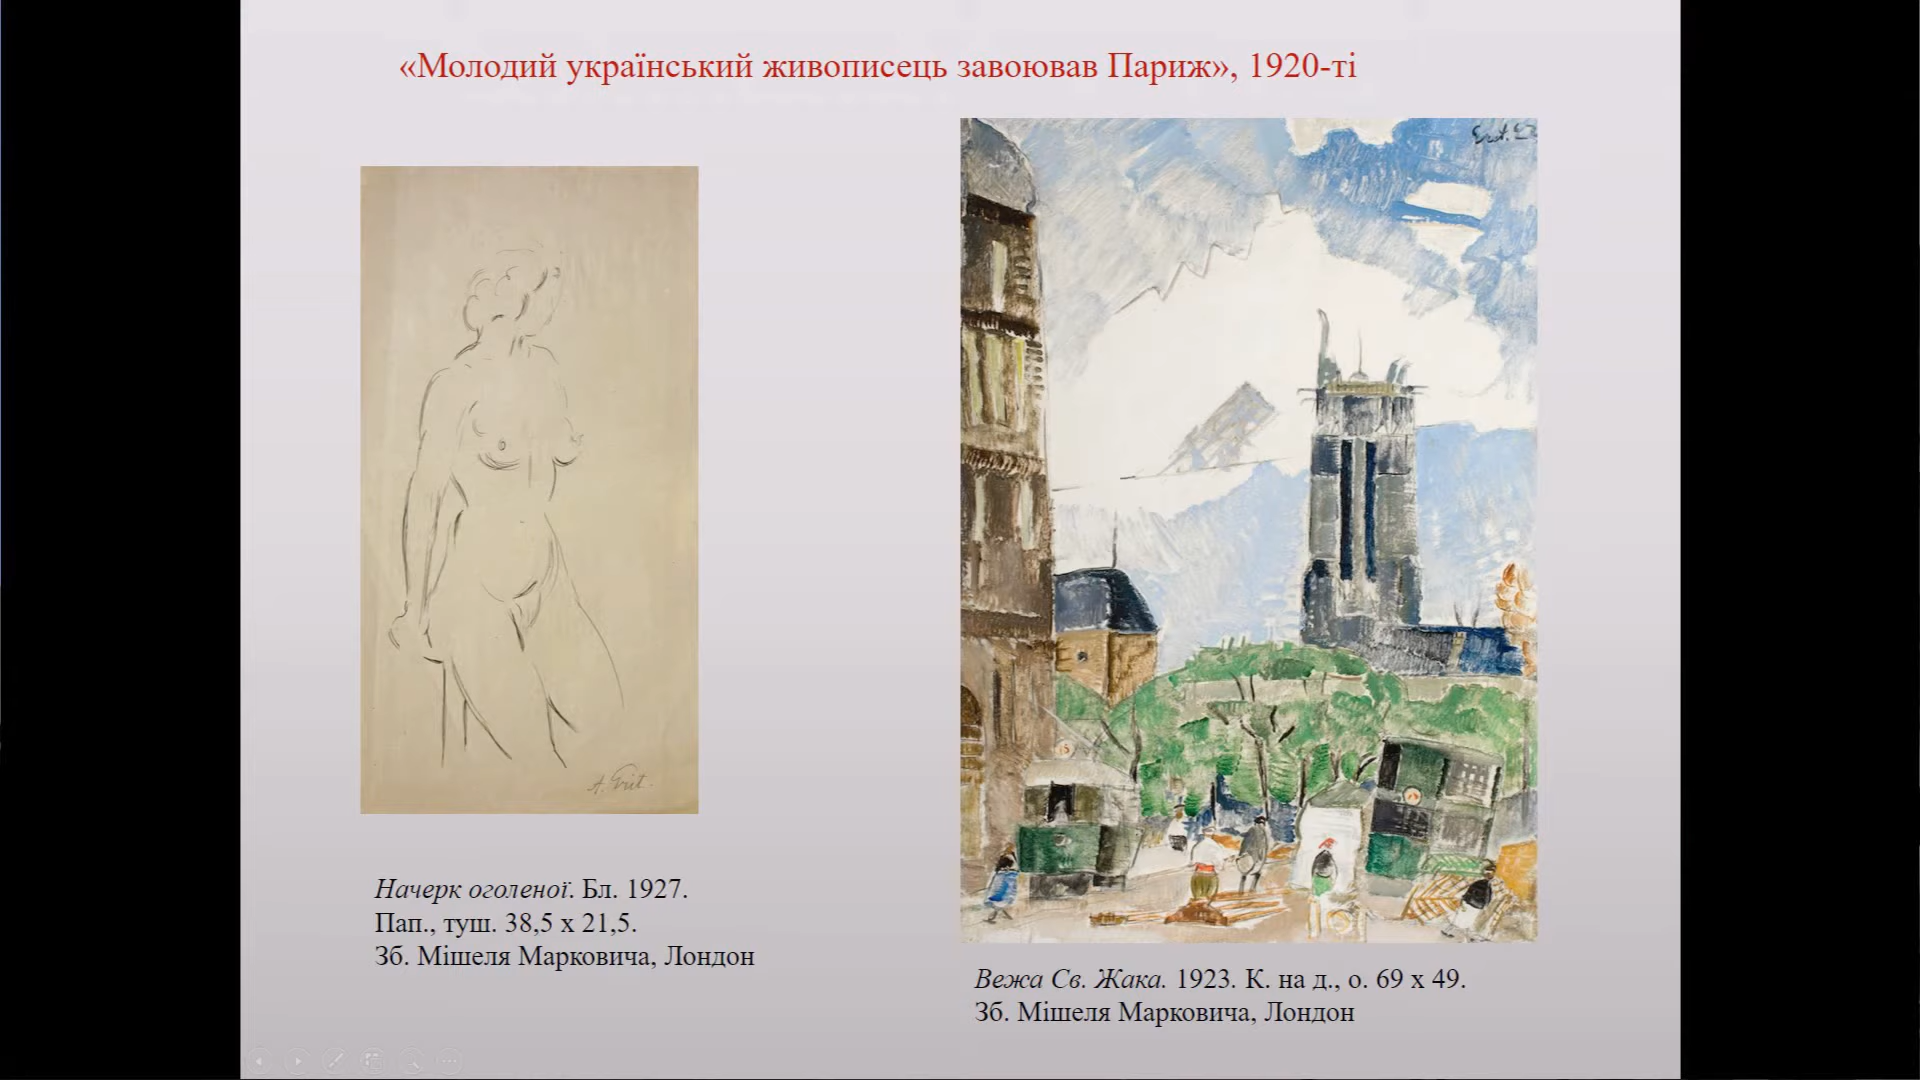 «Молодий український живописець завоював Париж», 1920-ті
A. Grit.
Начерк оголеної. Бл. 1927.
Пап., туш. 38,5 x 21,5.
Зб. Мішеля Марковича, Лондон
Вежа Св. Жака. 1923. К. на д., о. 69 x 49.
Зб. Мішеля Марковича, Лондон